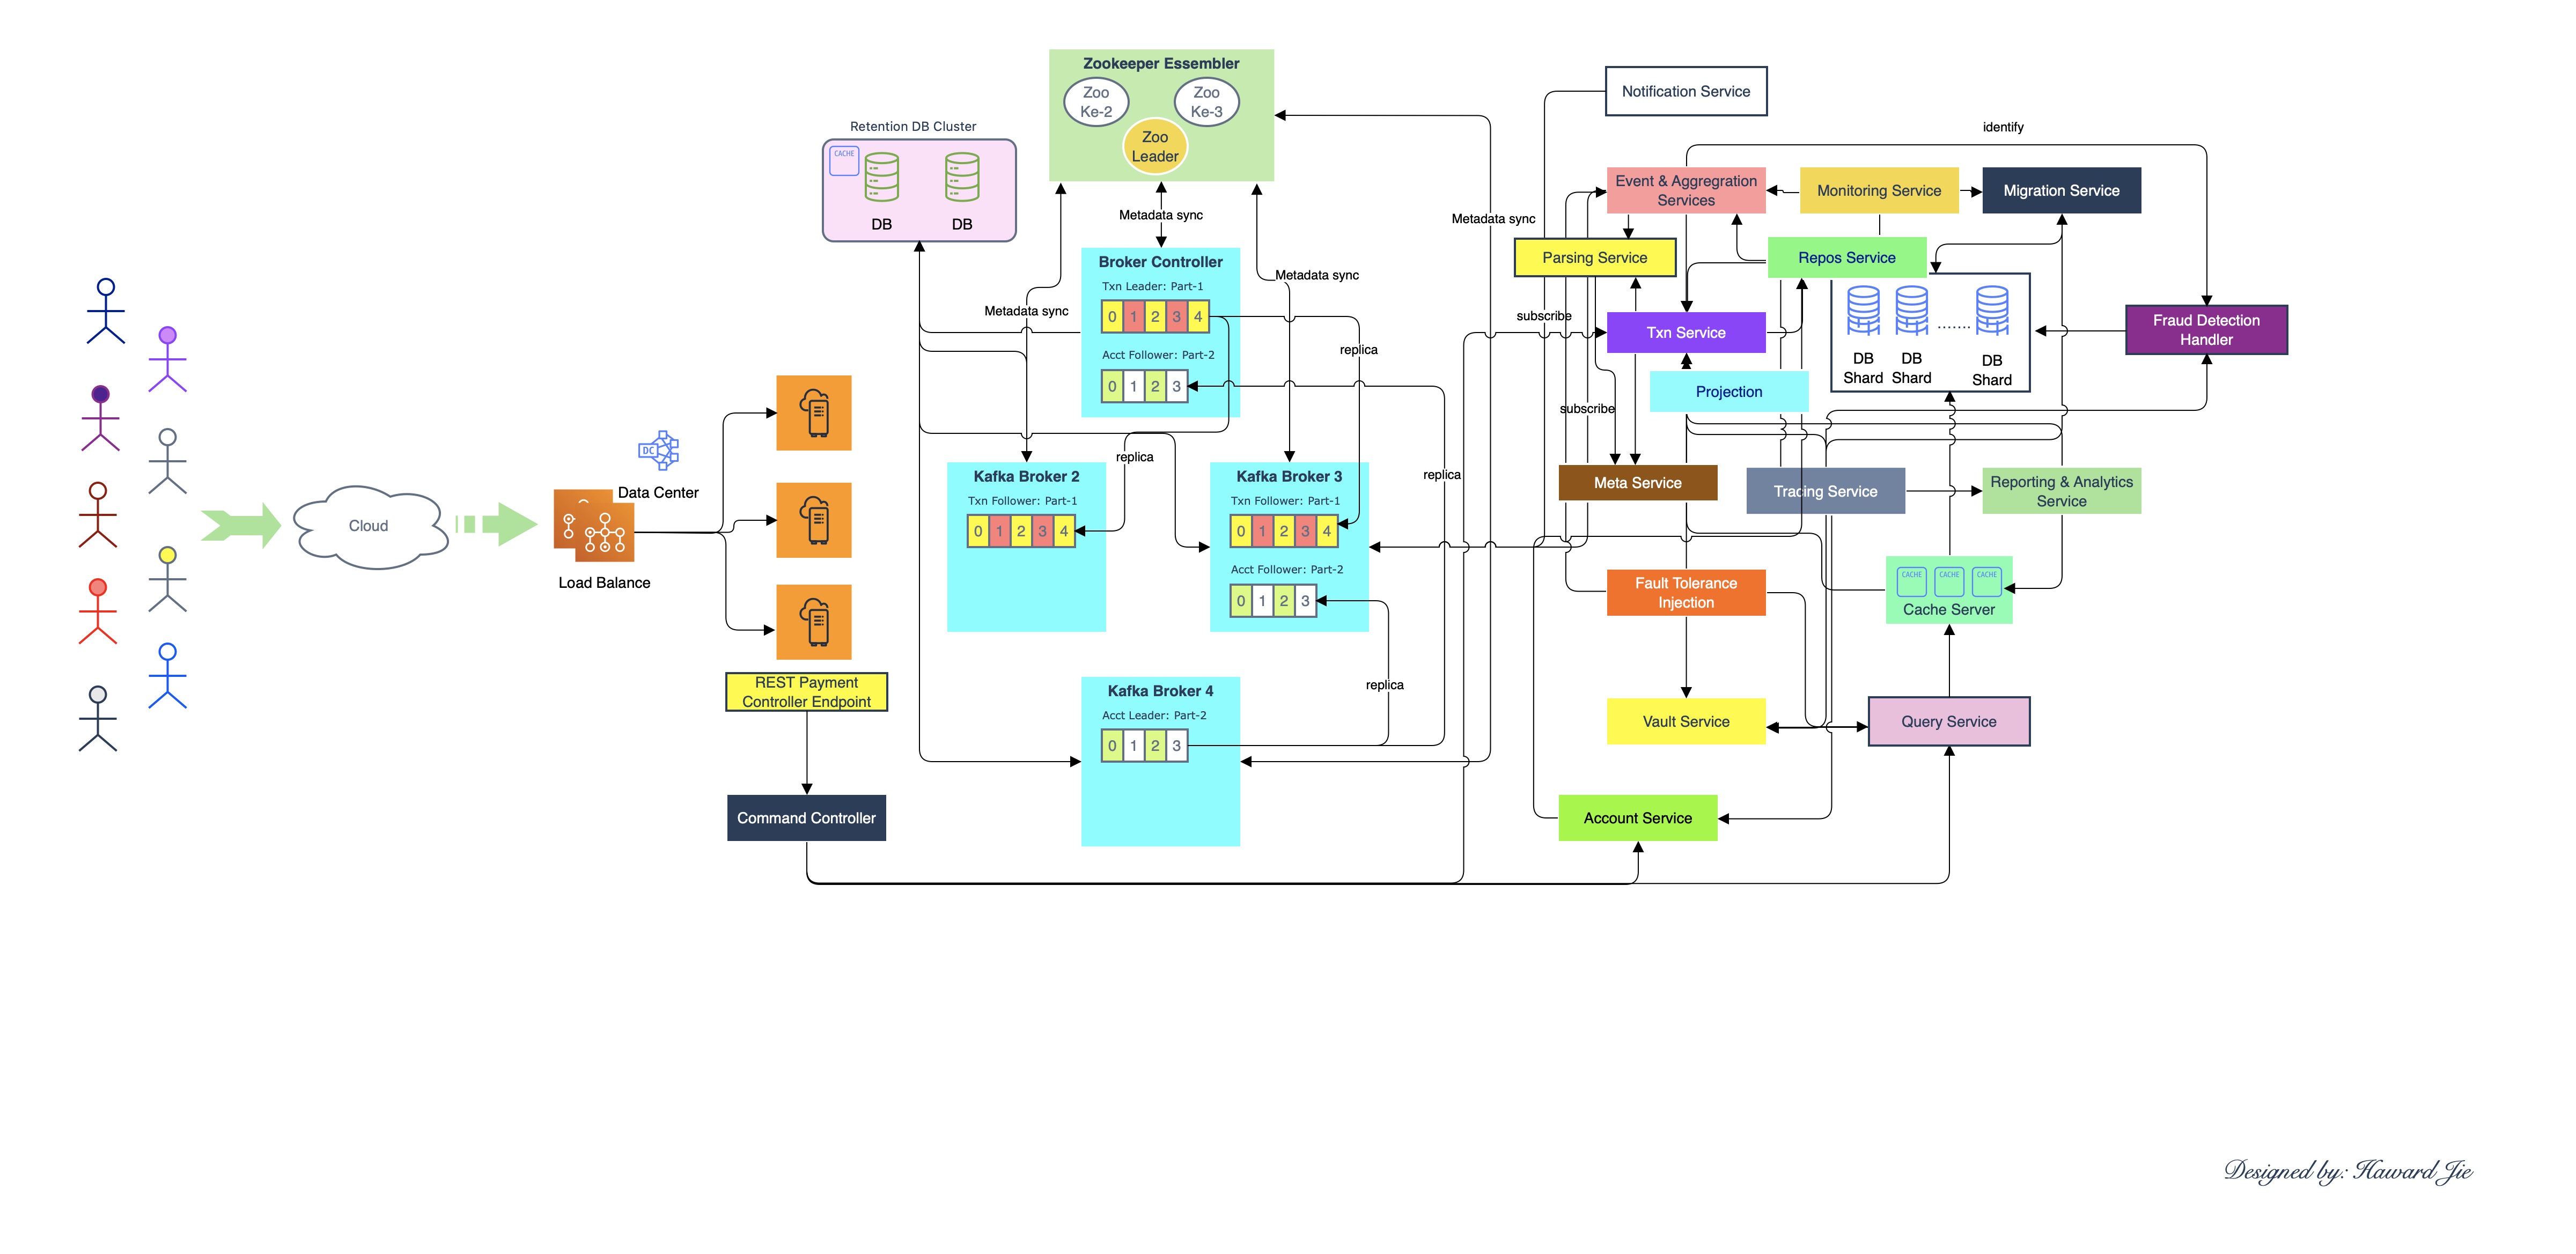 Zookeeper Essembler
Zoo
Ke-2
Zoo
Ke-3
Zoo
Leader
Retention DB Cluster
CACHE
DB
DB
Metadata sync
Metadata sync
Metadata sync
Metadata sync
Broker Controller
Txn Leader: Part-1
0 1 2 3 4
Acct Follower: Part-2
0 1 2 3
replica
replica
replica
replica
Kafka Broker 2
Txn Follower: Part-1
0 1 2 3 4
Kafka Broker 3
Txn Follower: Part-1
0 1 2 3 4
Acct Follower: Part-2
0 1 2 3
Kafka Broker 4
Acct Leader: Part-2
0 1 2 3
Cloud
DC
Data Center
Load Balance
REST Payment
Controller Endpoint
Command Controller
Notification Service
identify
Event & Aggregration
Services
Monitoring Service
Migration Service
Parsing Service
Repos Service
subscribe
Txn Service
DB
Shard
DB
Shard
.......
DB
Shard
Fraud Detection
Handler
Projection
subscribe
Meta Service
Tracing Service
Reporting & Analytics
Service
Fault Tolerance
Injection
CACHE
CACHE
CACHE
Cache Server
Vault Service
Query Service
Account Service
Designed by: Haward Jie